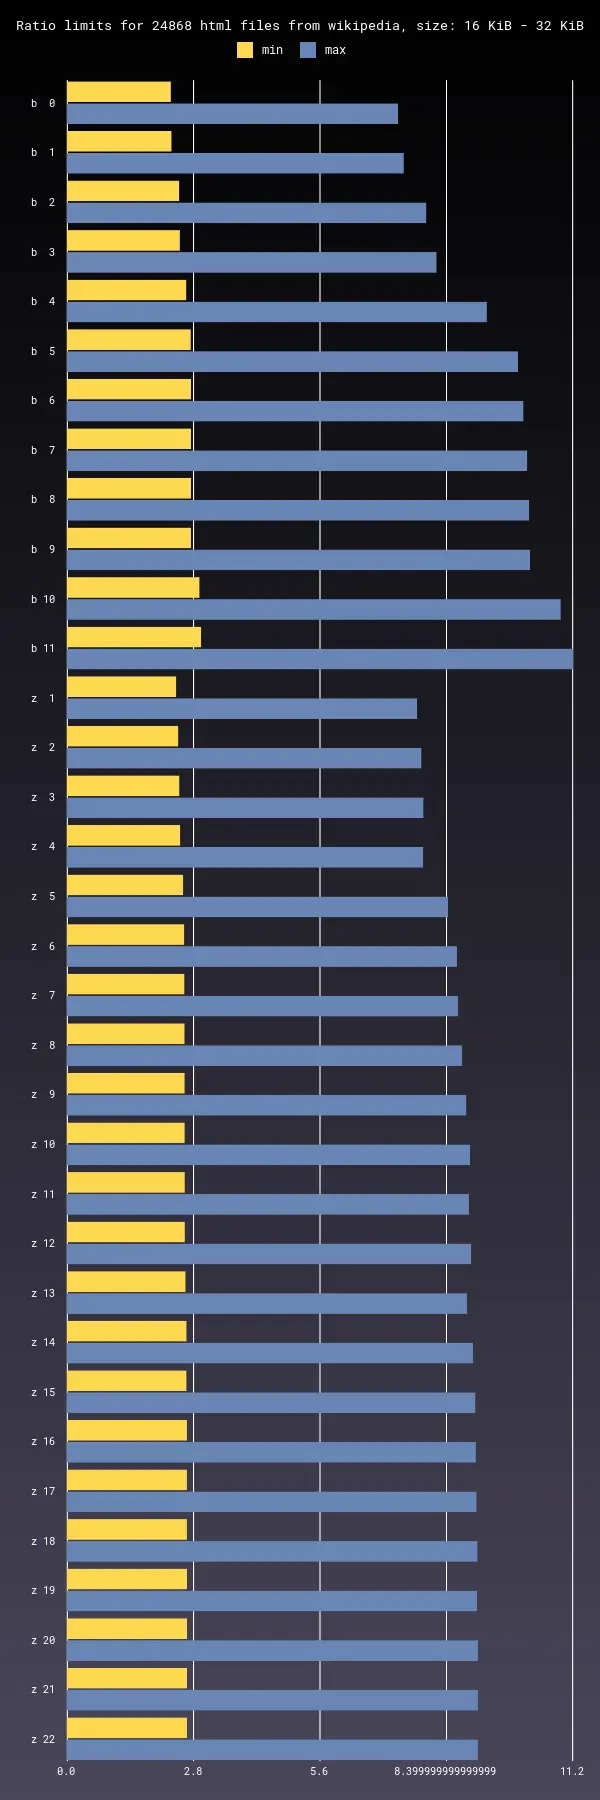 Ratio limits for 24868 html files from wikipedia, size: 16 KiB - 32 KiB
min max
b 0
b 1
b 2
b 3
b 4
b 5
b 6
b 7
b 8
b 9
b 10
b 11
z 1
z 2
z 3
z 4
z 5
z 6
z 7
z 8
z 9
z 10
z 11
z 12
z 13
z 14
z 15
z 16
z 17
z 18
z 19
z 20
z 21
z 22
0.0 2.8 5.6 8.399999999999999 11.2